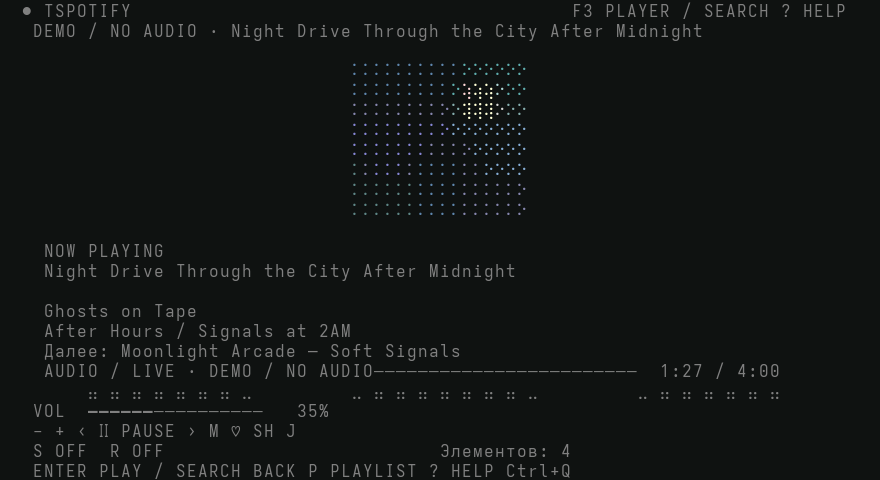 ● TSPOTIFY F3 PLAYER / SEARCH ? HELP
DEMO / NO AUDIO · Night Drive Through the City After Midnight
NOW PLAYING
Night Drive Through the City After Midnight
Ghosts on Tape
After Hours / Signals at 2AM
Далее: Moonlight Arcade — Soft Signals
AUDIO / LIVE · DEMO / NO AUDIO──────────────────────── 1:27 / 4:00
VOL ━━━━━━────────── 35%
− + ‹ II PAUSE › M ♡ SH J
S OFF R OFF Элементов: 4
ENTER PLAY / SEARCH BACK P PLAYLIST ? HELP Ctrl+Q